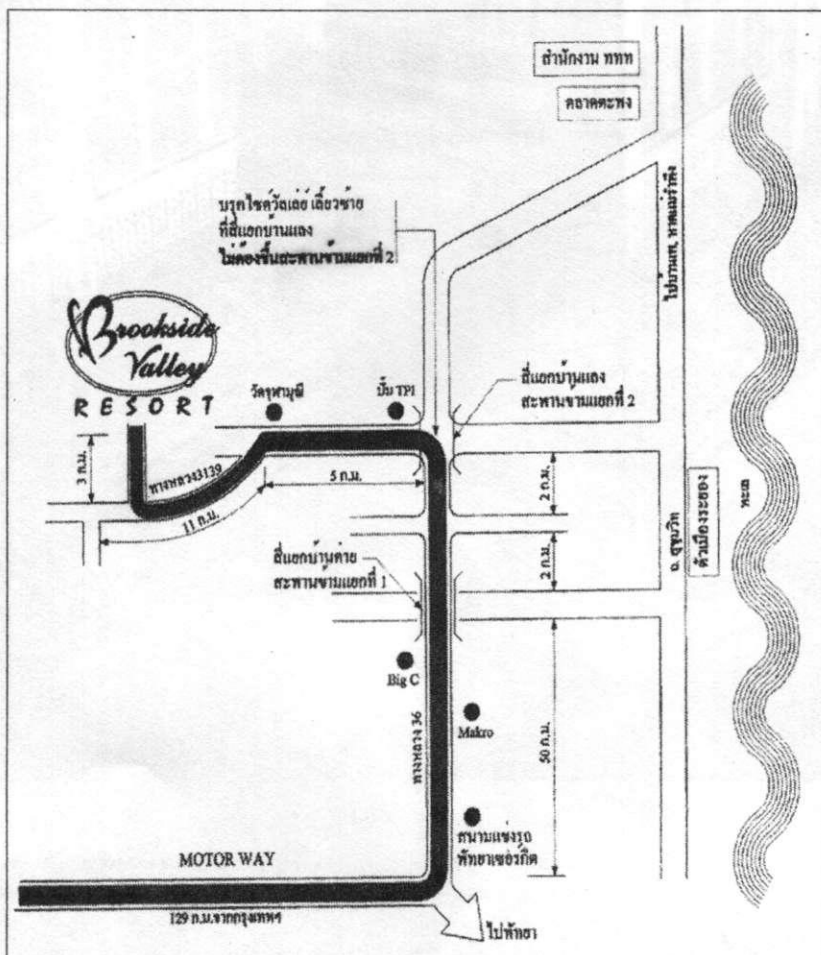 สำนักงาน ททท
ตลาดตะพง
บรุคไซด์วัลเลย์ เลี้ยวซ้าย
ที่สี่แยกบ้านแลง
ไม่ต้องขึ้นสะพานข้ามแยกที่ 2
ไปบ้านเพ, หาดแม่รำพึง
Brookside
Valley
RESORT
วัดจุฬามุณี
ปั๊ม TPI
สี่แยกบ้านแลง
สะพานข้ามแยกที่ 2
3 ก.ม.
ทางหลวง3139
11 ก.ม.
5 ก.ม.
2 ก.ม.
2 ก.ม.
ถ. สุขุมวิท
ตัวเมืองระยอง
ทะเล
สี่แยกบ้านค่าย
สะพานข้ามแยกที่ 1
Big C
Makro
ทางหลวง 36
50 ก.ม.
สนามแข่งรถ
พัทยาเซอร์กิต
MOTOR WAY
129 ก.ม.จากกรุงเทพฯ
ไปพัทยา